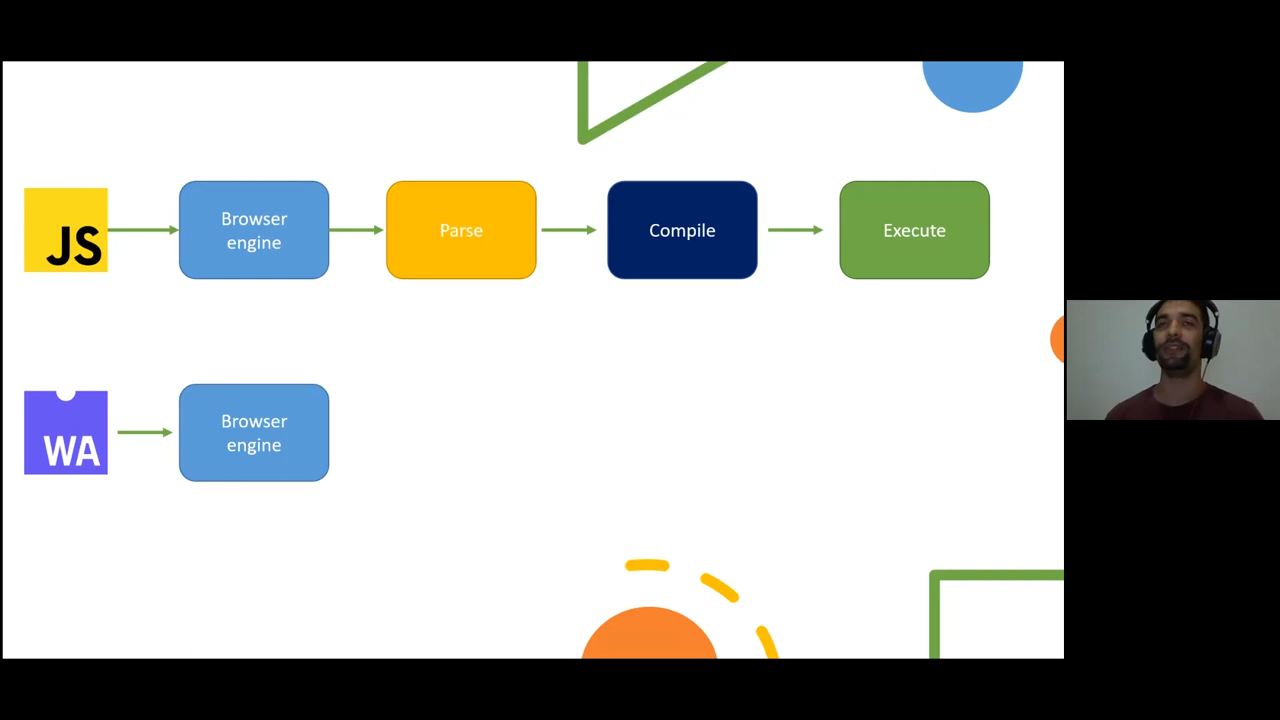 JS
Browser
engine
Parse
Compile
Execute
WA
Browser
engine